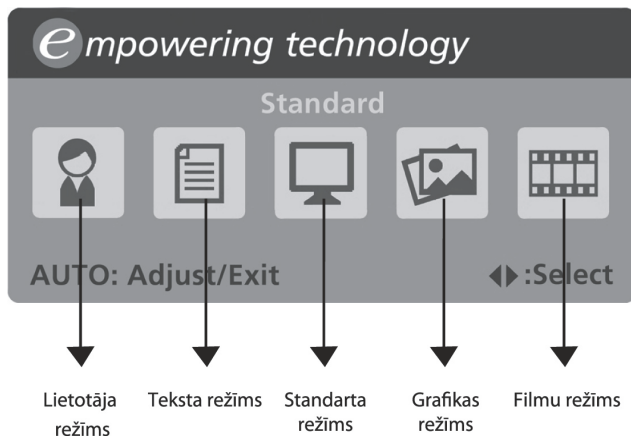 empowering technology
Standard
AUTO: Adjust/Exit
:Select
Lietotāja režīms
Teksta režīms
Standarta režīms
Grafikas režīms
Filmu režīms